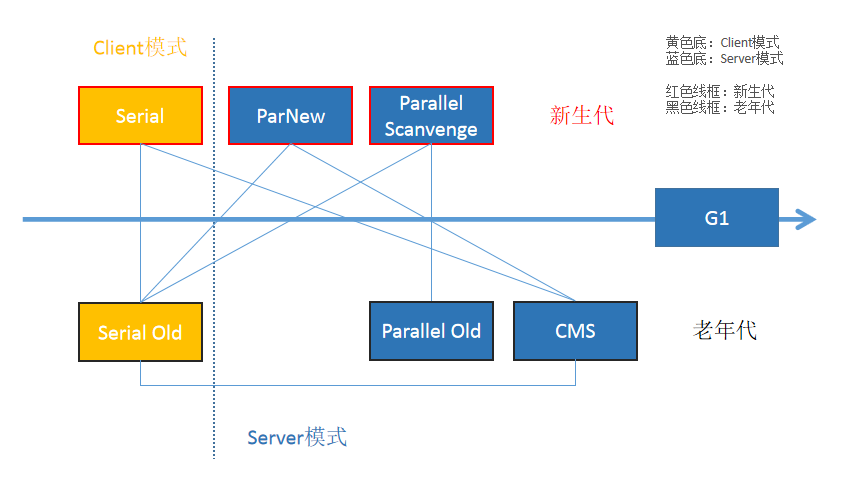 Client模式
黄色底：Client模式
蓝色底：Server模式
红色线框：新生代
黑色线框：老年代
Serial
ParNew
Parallel
Scanvenge
新生代
G1
Serial Old
Parallel Old
CMS
老年代
Server模式